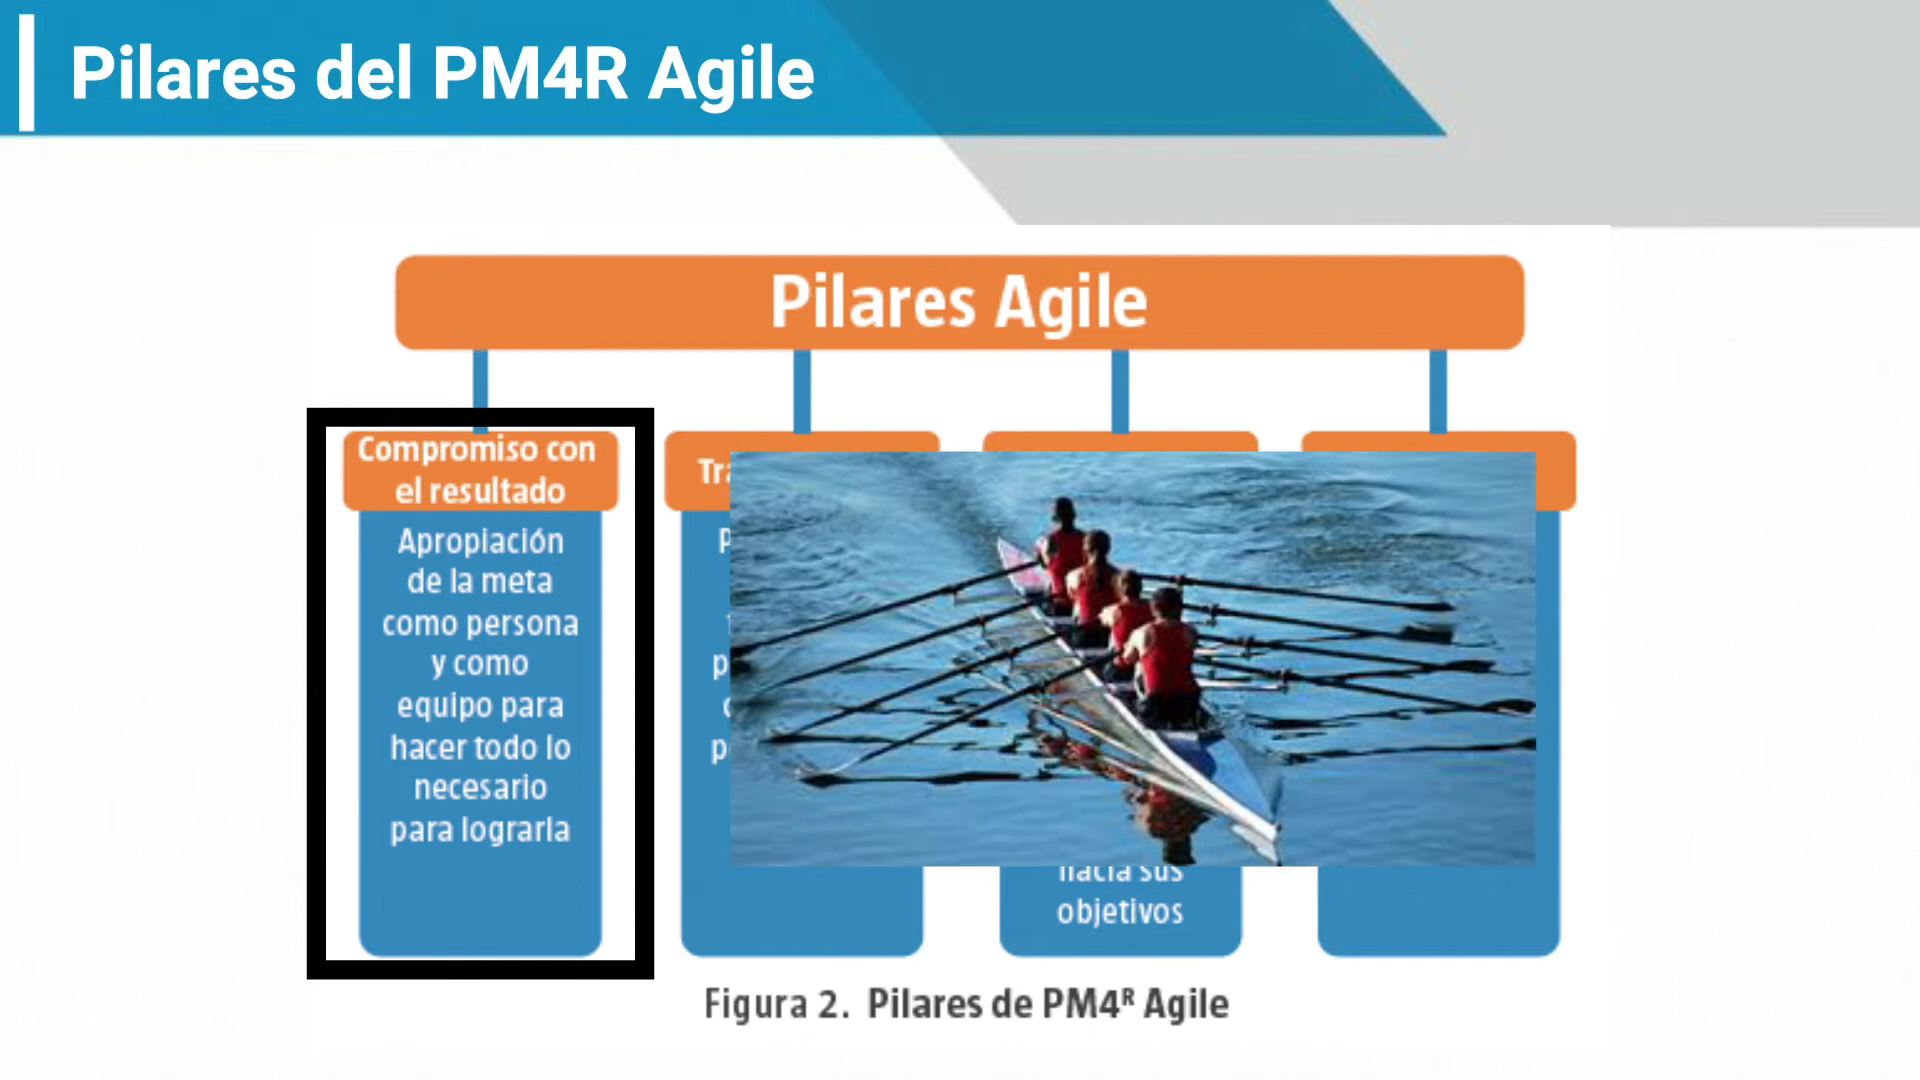 Pilares del PM4R Agile
Pilares Agile
Compromiso con
el resultado
Apropiación
de la meta
como persona
y como
equipo para
hacer todo lo
necesario
para lograrla
hacia sus
objetivos
Figura 2. Pilares de PM4ᴿ Agile